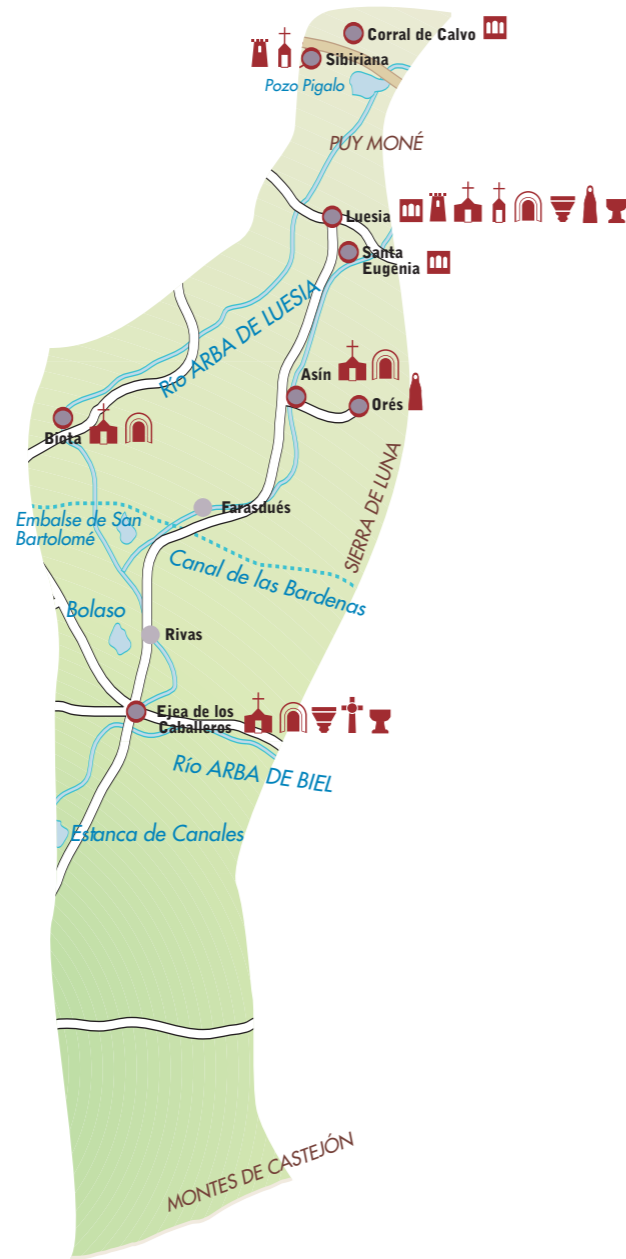 Corral de Calvo
Sibiriana
Pozo Pigalo
PUY MONÉ
Luesia
Santa
Eugenia
Río ARBA DE LUESIA
Asín
Orés
Biota
SIERRA DE LUNA
Farasdués
Embalse de San
Bartolomé
Canal de las Bardenas
Bolaso
Rivas
Ejea de los
Caballeros
Río ARBA DE BIEL
Estanca de Canales
MONTES DE CASTEJÓN